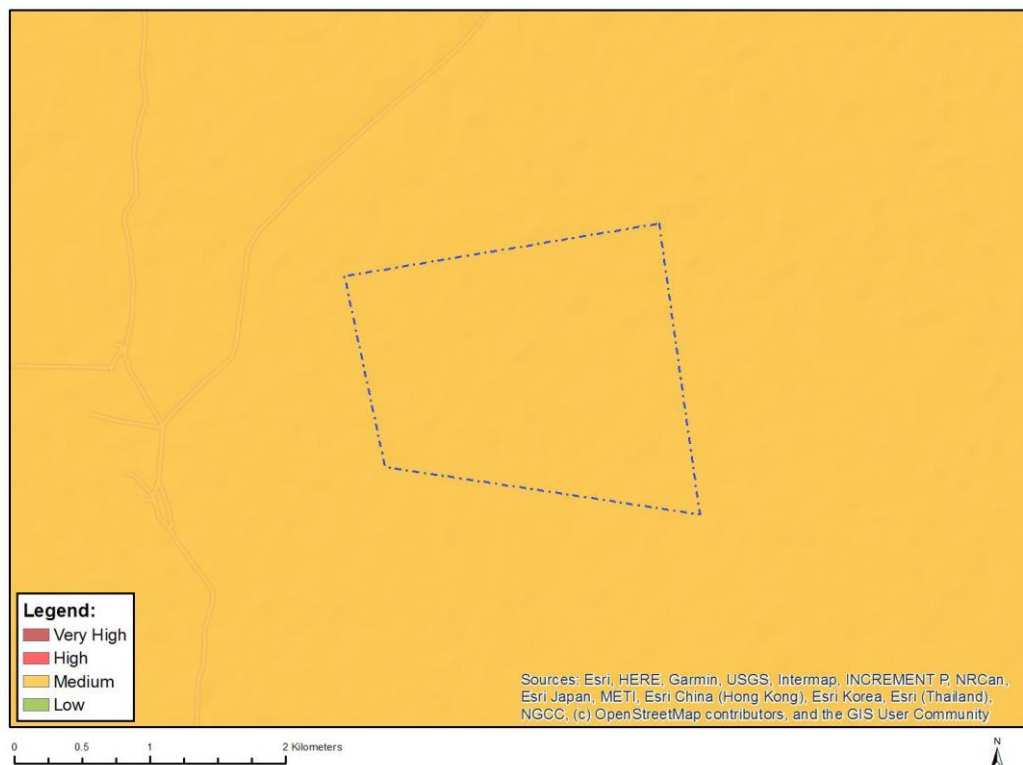 Legend:
Very High
High
Medium
Low
Sources: Esri, HERE, Garmin, USGS, Intermap, INCREMENT P, NRCan,
Esri Japan, METI, Esri China (Hong Kong), Esri Korea, Esri (Thailand),
NGCC, (c) OpenStreetMap contributors, and the GIS User Community
0 0.5 1 2 Kilometers
N